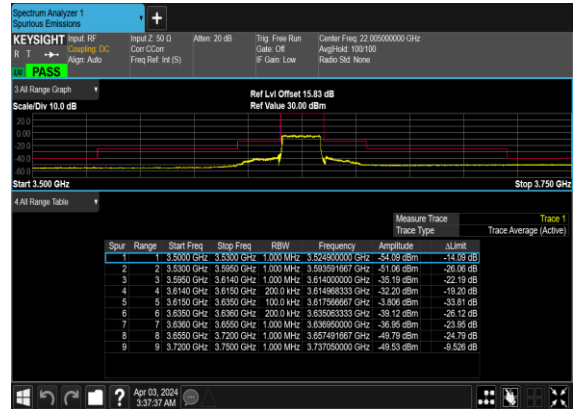 Spectrum Analyzer 1
Spurious Emissions
+
KEYSIGHT Input: RF Input Z: 50 Ω Atten: 20 dB Trig: Free Run Center Freq: 22.005000000 GHz
R T Coupling: DC Corr CCorr Gate: Off Avg|Hold: 100/100
Align: Auto Freq Ref: Int (S) IF Gain: Low Radio Std: None
LW PASS
3 All Range Graph
Ref Lvl Offset 15.83 dB
Scale/Div 10.0 dB Ref Value 30.00 dBm
20.0
0.00
-20.0
-40.0
-60.0
Start 3.500 GHz Stop 3.750 GHz
4 All Range Table
Measure Trace Trace 1
Trace Type Trace Average (Active)
Spur Range Start Freq Stop Freq RBW Frequency Amplitude ΔLimit
1 1 3.5000 GHz 3.5300 GHz 1.000 MHz 3.524900000 GHz -54.09 dBm -14.09 dB
2 2 3.5300 GHz 3.5950 GHz 1.000 MHz 3.593591667 GHz -51.06 dBm -26.06 dB
3 3 3.5950 GHz 3.6140 GHz 1.000 MHz 3.614000000 GHz -35.19 dBm -22.19 dB
4 4 3.6140 GHz 3.6150 GHz 200.0 kHz 3.614968333 GHz -32.20 dBm -19.20 dB
5 5 3.6150 GHz 3.6350 GHz 100.0 kHz 3.617566667 GHz -3.806 dBm -33.81 dB
6 6 3.6350 GHz 3.6360 GHz 200.0 kHz 3.635063333 GHz -39.12 dBm -26.12 dB
7 7 3.6360 GHz 3.6550 GHz 1.000 MHz 3.636950000 GHz -36.95 dBm -23.95 dB
8 8 3.6550 GHz 3.7200 GHz 1.000 MHz 3.657491667 GHz -49.79 dBm -24.79 dB
9 9 3.7200 GHz 3.7500 GHz 1.000 MHz 3.737050000 GHz -49.53 dBm -9.526 dB
? Apr 03, 2024
3:37:37 AM